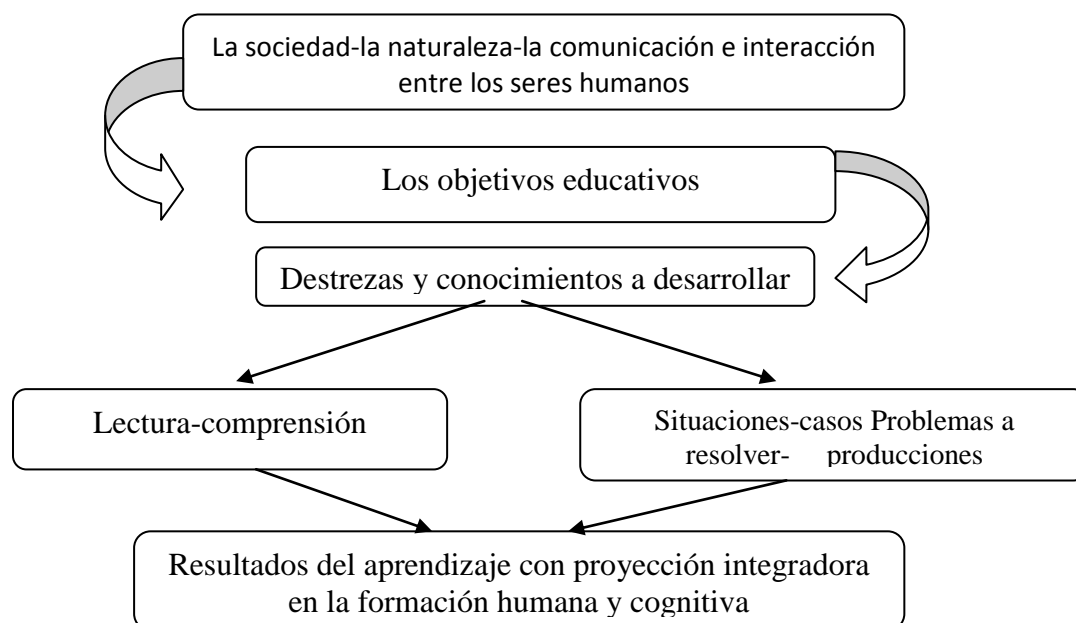 La sociedad-la naturaleza-la comunicación e interacción
entre los seres humanos
Los objetivos educativos
Destrezas y conocimientos a desarrollar
Lectura-comprensión
Situaciones-casos Problemas a
resolver- producciones
Resultados del aprendizaje con proyección integradora
en la formación humana y cognitiva